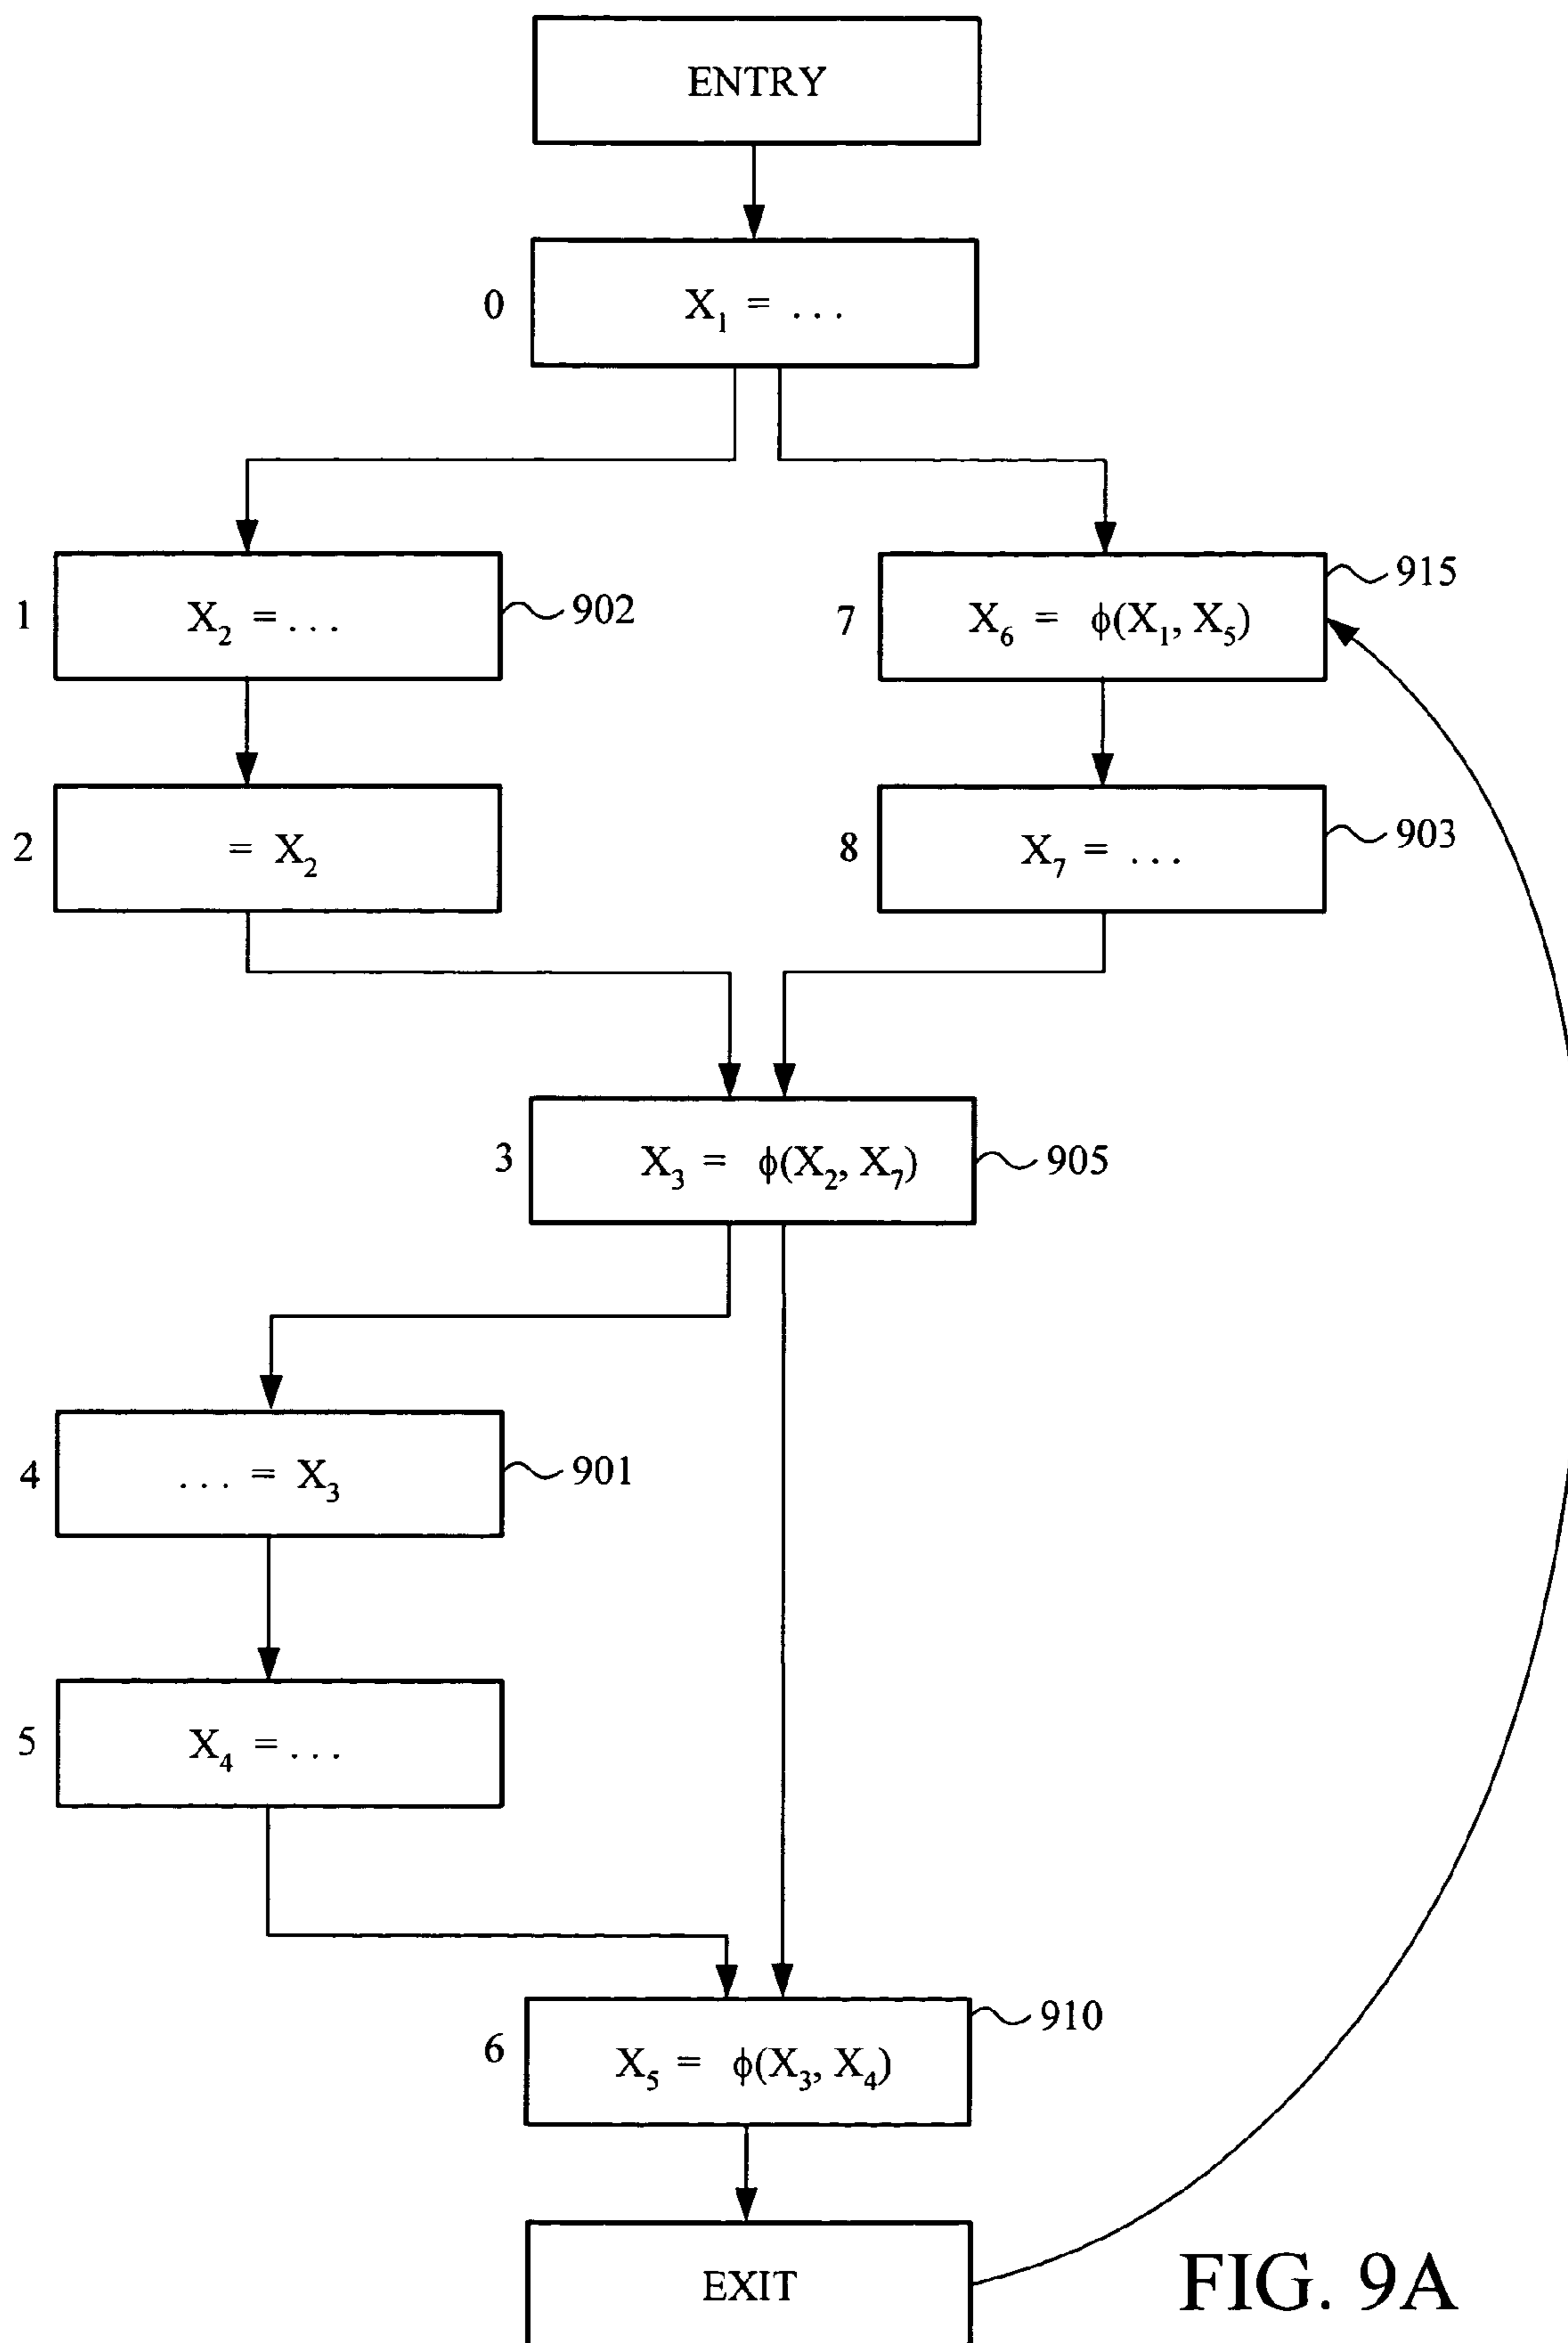 ENTRY
0
X₁ = ...
1
X₂ = ...
902
7
X₆ = ϕ(X₁, X₅)
915
2
= X₂
8
X₇ = ...
903
3
X₃ = ϕ(X₂, X₇)
905
4
... = X₃
901
5
X₄ = ...
6
X₅ = ϕ(X₃, X₄)
910
EXIT
FIG. 9A